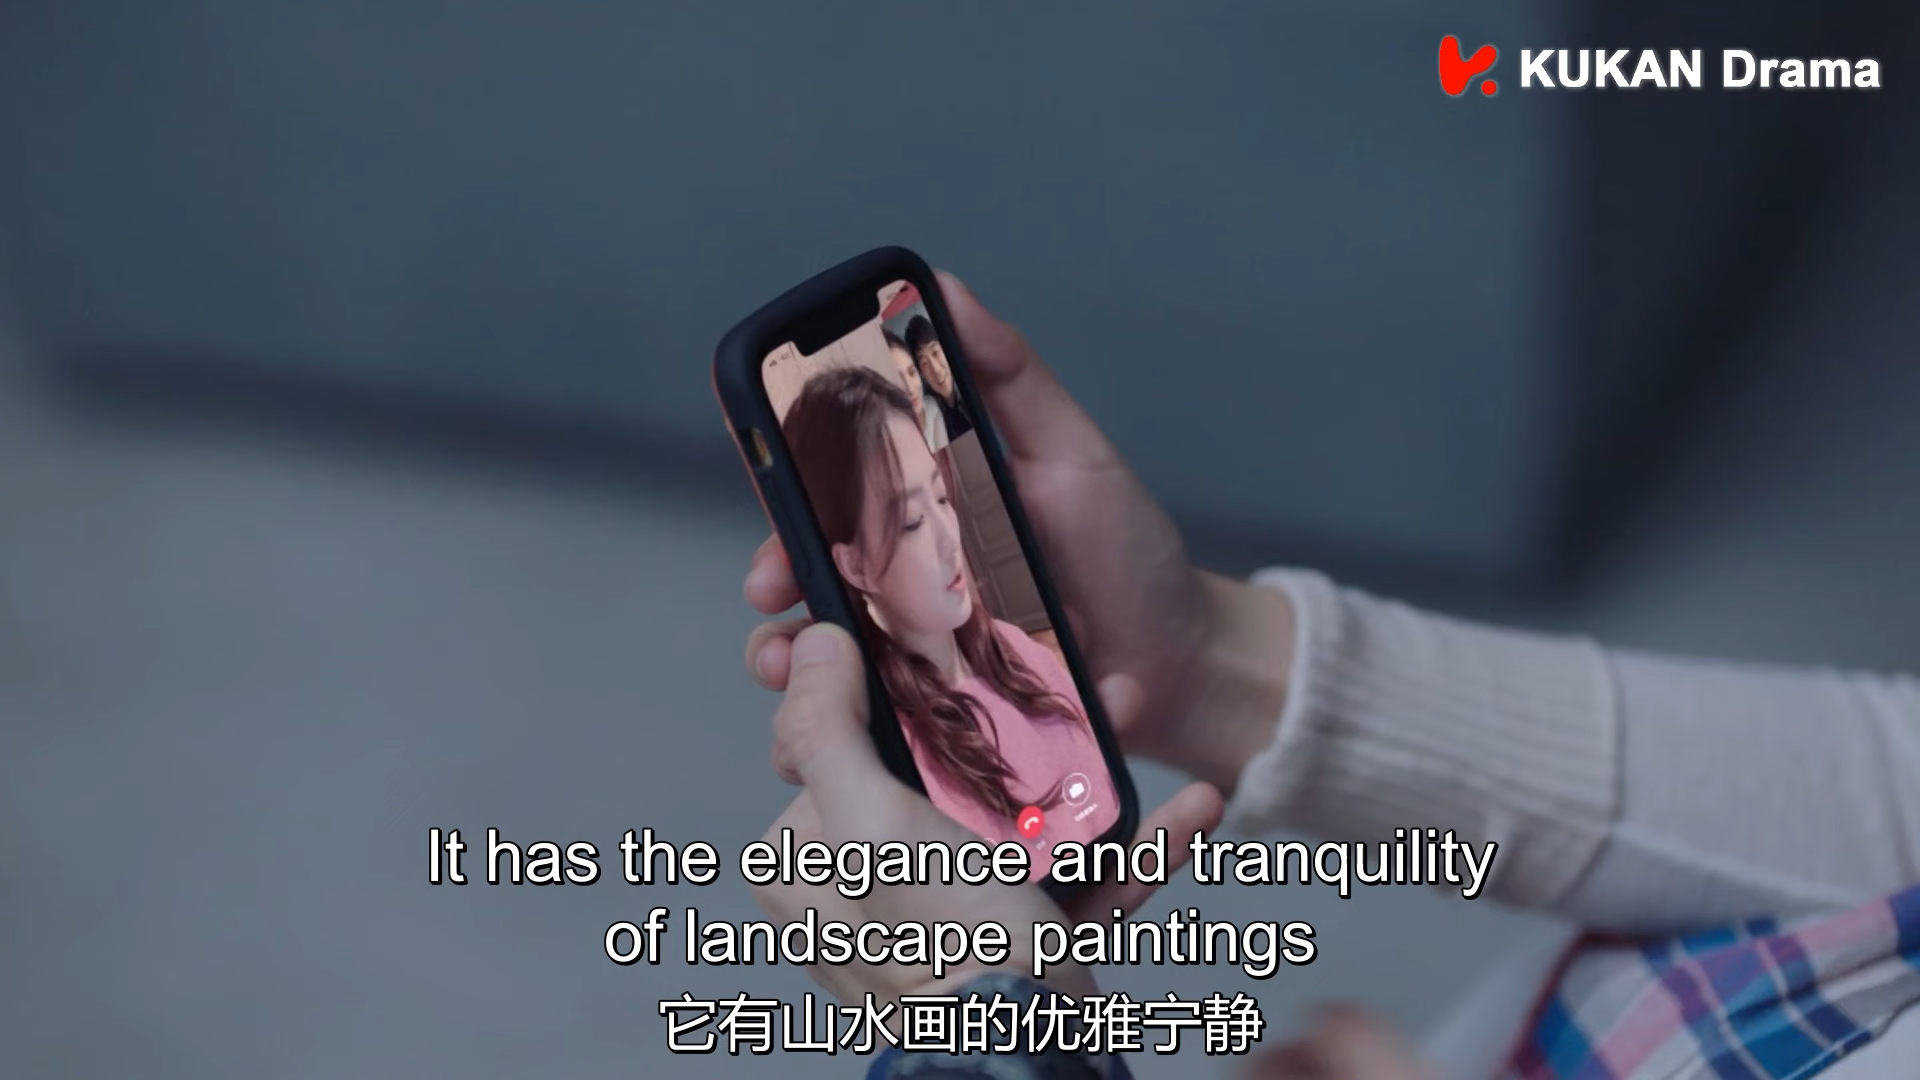 KUKAN Drama
It has the elegance and tranquility
of landscape paintings
它有山水画的优雅宁静